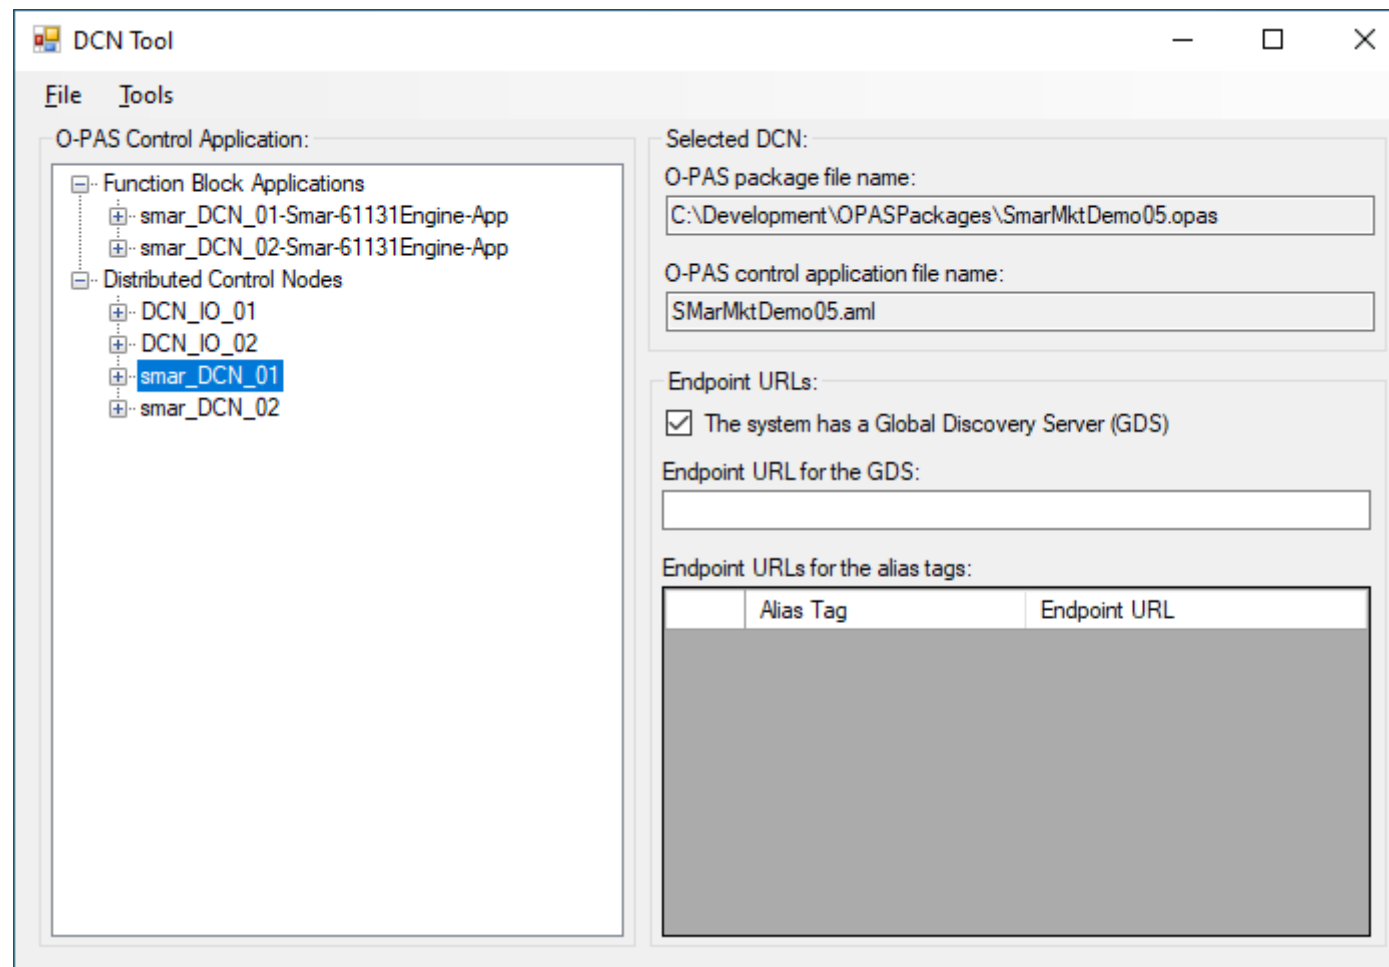 DCN Tool
File Tools
O-PAS Control Application:
Function Block Applications
smar_DCN_01-Smar-61131Engine-App
smar_DCN_02-Smar-61131Engine-App
Distributed Control Nodes
DCN_IO_01
DCN_IO_02
smar_DCN_01
smar_DCN_02
Selected DCN:
O-PAS package file name:
C:\Development\OPASPackages\SmarMktDemo05.opas
O-PAS control application file name:
SMarMktDemo05.aml
Endpoint URLs:
The system has a Global Discovery Server (GDS)
Endpoint URL for the GDS:
Endpoint URLs for the alias tags:
Alias Tag Endpoint URL